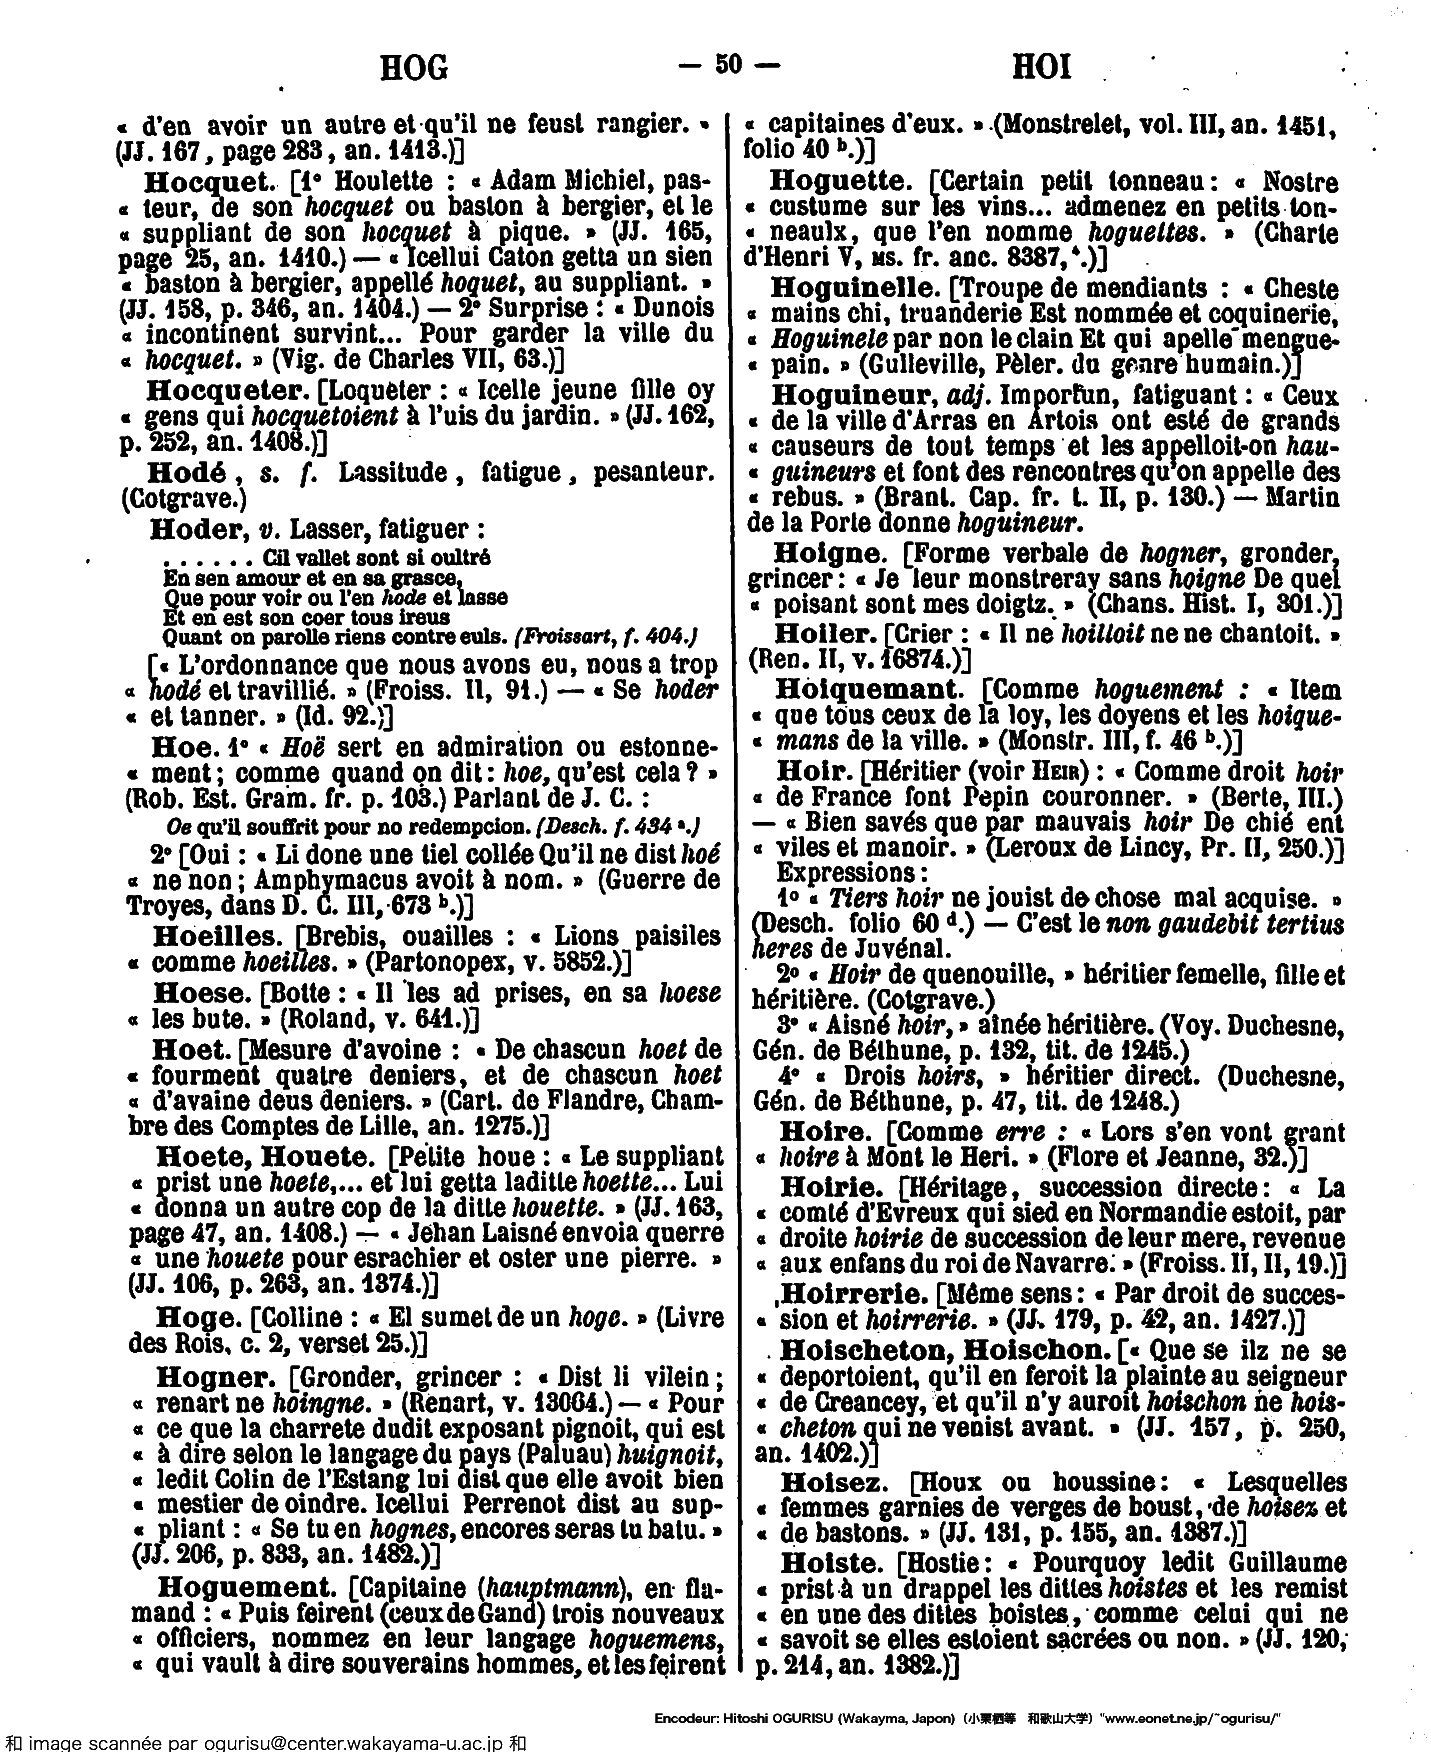 HOG — 50 — HOI
« d'en avoir un autre et qu'il ne feust rangier. »
(JJ. 167, page 283, an. 1413.)]
Hocquet. [1° Houlette : « Adam Michiel, pas-
« teur, de son hocquet ou baston à bergier, et le
« suppliant de son hocquet à pique. » (JJ. 165,
page 25, an. 1410.) — « Icellui Caton getta un sien
« baston à bergier, appellé hoquet, au suppliant. »
(JJ. 158, p. 346, an. 1404.) — 2° Surprise : « Dunois
« incontinent survint... Pour garder la ville du
« hocquet. » (Vig. de Charles VII, 63.)]
Hocqueter. [Loqueter : « Icelle jeune fille oy
« gens qui hocquetoient à l'uis du jardin. » (JJ. 162,
p. 252, an. 1408.)]
Hodé, s. f. Lassitude, fatigue, pesanteur.
(Cotgrave.)
Hoder, v. Lasser, fatiguer :
. . . . . . Cil vallet sont si oultré
En sen amour et en sa grasce,
Que pour voir ou l'en hode et lasse
Et en est son coer tous ireus
Quant on parolle riens contre euls. (Froissart, f. 404.)
[« L'ordonnance que nous avons eu, nous a trop
« hodé et travillié. » (Froiss. II, 91.) — « Se hoder
« et tanner. » (Id. 92.)]
Hoe. 1° « Hoë sert en admiration ou estonne-
« ment ; comme quand on dit : hoe, qu'est cela ? »
(Rob. Est. Gram. fr. p. 103.) Parlant de J. C. :
Oe qu'il souffrit pour no redempcion. (Desch. f. 434 a.)
2° [Oui : « Li done une tiel collée Qu'il ne dist hoé
« ne non ; Amphymacus avoit à nom. » (Guerre de
Troyes, dans D. C. III, 673 b.)]
Hoeilles. [Brebis, ouailles : « Lions paisiles
« comme hoeilles. » (Partonopex, v. 5852.)]
Hoese. [Botte : « Il les ad prises, en sa hoese
« les bute. » (Roland, v. 641.)]
Hoet. [Mesure d'avoine : « De chascun hoet de
« fourment quatre deniers, et de chascun hoet
« d'avaine deus deniers. » (Cart. de Flandre, Cham-
bre des Comptes de Lille, an. 1275.)]
Hoete, Houete. [Petite houe : « Le suppliant
« prist une hoete,... et lui getta laditte hoette... Lui
« donna un autre cop de la ditte houette. » (JJ. 163,
page 47, an. 1408.) — « Jehan Laisné envoia querre
« une houete pour esrachier et oster une pierre. »
(JJ. 106, p. 263, an. 1374.)]
Hoge. [Colline : « El sumet de un hoge. » (Livre
des Rois, c. 2, verset 25.)]
Hogner. [Gronder, grincer : « Dist li vilein ;
« renart ne hoingne. » (Renart, v. 13064.) — « Pour
« ce que la charrete dudit exposant pignoit, qui est
« à dire selon le langage du pays (Paluau) huignoit,
« ledit Colin de l'Estang lui dist que elle avoit bien
« mestier de oindre. Icellui Perrenot dist au sup-
« pliant : « Se tu en hognes, encores seras tu batu. »
(JJ. 206, p. 833, an. 1482.)]
Hoguement. [Capitaine (hauptmann), en fla-
mand : « Puis feirent (ceux de Gand) trois nouveaux
« officiers, nommez en leur langage hoguemens,
« qui vault à dire souverains hommes, et les feirent
« capitaines d'eux. » (Monstrelet, vol. III, an. 1451,
folio 40 b.)]
Hoguette. [Certain petit tonneau : « Nostre
« custume sur les vins... admenez en petits ton-
« neaulx, que l'en nomme hoguettes. » (Charte
d'Henri V, MS. fr. anc. 8387, 4.)]
Hoguinelle. [Troupe de mendiants : « Cheste
« mains chi, truanderie Est nommée et coquinerie,
« Hoguinele par non le clain Et qui apelle mengue-
« pain. » (Gulleville, Pèler. du genre humain.)]
Hoguineur, adj. Importun, fatiguant : « Ceux
« de la ville d'Arras en Artois ont esté de grands
« causeurs de tout temps et les appelloit-on hau-
« guineurs et font des rencontres qu'on appelle des
« rebus. » (Brant. Cap. fr. t. II, p. 130.) — Martin
de la Porte donne hoguineur.
Hoigne. [Forme verbale de hogner, gronder,
grincer : « Je leur monstreray sans hoigne De quel
« poisant sont mes doigtz. » (Chans. Hist. I, 301.)]
Hoiler. [Crier : « Il ne hoilloit ne ne chantoit. »
(Ren. II, v. 16874.)]
Hoiquemant. [Comme hoguement : « Item
« que tous ceux de la loy, les doyens et les hoique-
« mans de la ville. » (Monstr. III, f. 46 b.)]
Hoir. [Héritier (voir HEIR) : « Comme droit hoir
« de France font Pepin couronner. » (Berte, III.)
— « Bien savés que par mauvais hoir De chié ent
« viles et manoir. » (Leroux de Lincy, Pr. II, 250.)]
Expressions :
1° « Tiers hoir ne jouist de chose mal acquise. »
(Desch. folio 60 d.) — C'est le non gaudebit tertius
heres de Juvénal.
2° « Hoir de quenouille, » héritier femelle, fille et
héritière. (Cotgrave.)
3° « Aisné hoir, » aînée héritière. (Voy. Duchesne,
Gén. de Béthune, p. 132, tit. de 1245.)
4° « Drois hoirs, » héritier direct. (Duchesne,
Gén. de Béthune, p. 47, tit. de 1248.)
Hoire. [Comme erre : « Lors s'en vont grant
« hoire à Mont le Heri. » (Flore et Jeanne, 32.)]
Hoirie. [Héritage, succession directe : « La
« comté d'Evreux qui sied en Normandie estoit, par
« droite hoirie de succession de leur mere, revenue
« aux enfans du roi de Navarre. » (Froiss. II, II, 19.)]
Hoirrerie. [Même sens : « Par droit de succes-
« sion et hoirrerie. » (JJ. 179, p. 42, an. 1427.)]
Hoischeton, Hoischon. [« Que se ilz ne se
« deportoient, qu'il en feroit la plainte au seigneur
« de Creancey, et qu'il n'y auroit hoischon ne hois-
« cheton qui ne venist avant. » (JJ. 157, p. 250,
an. 1402.)]
Hoisez. [Houx ou houssine : « Lesquelles
« femmes garnies de verges de boust, de hoisez et
« de bastons. » (JJ. 131, p. 155, an. 1387.)]
Hoiste. [Hostie : « Pourquoy ledit Guillaume
« prist à un drappel les dittes hoistes et les remist
« en une des dittes boistes, comme celui qui ne
« savoit se elles estoient sacrées ou non. » (JJ. 120,
p. 214, an. 1382.)]
Encodeur: Hitoshi OGURISU (Wakayma, Japon) (小栗栖等 和歌山大学) "www.eonet.ne.jp/~ogurisu/"
和 image scannée par ogurisu@center.wakayama-u.ac.jp 和